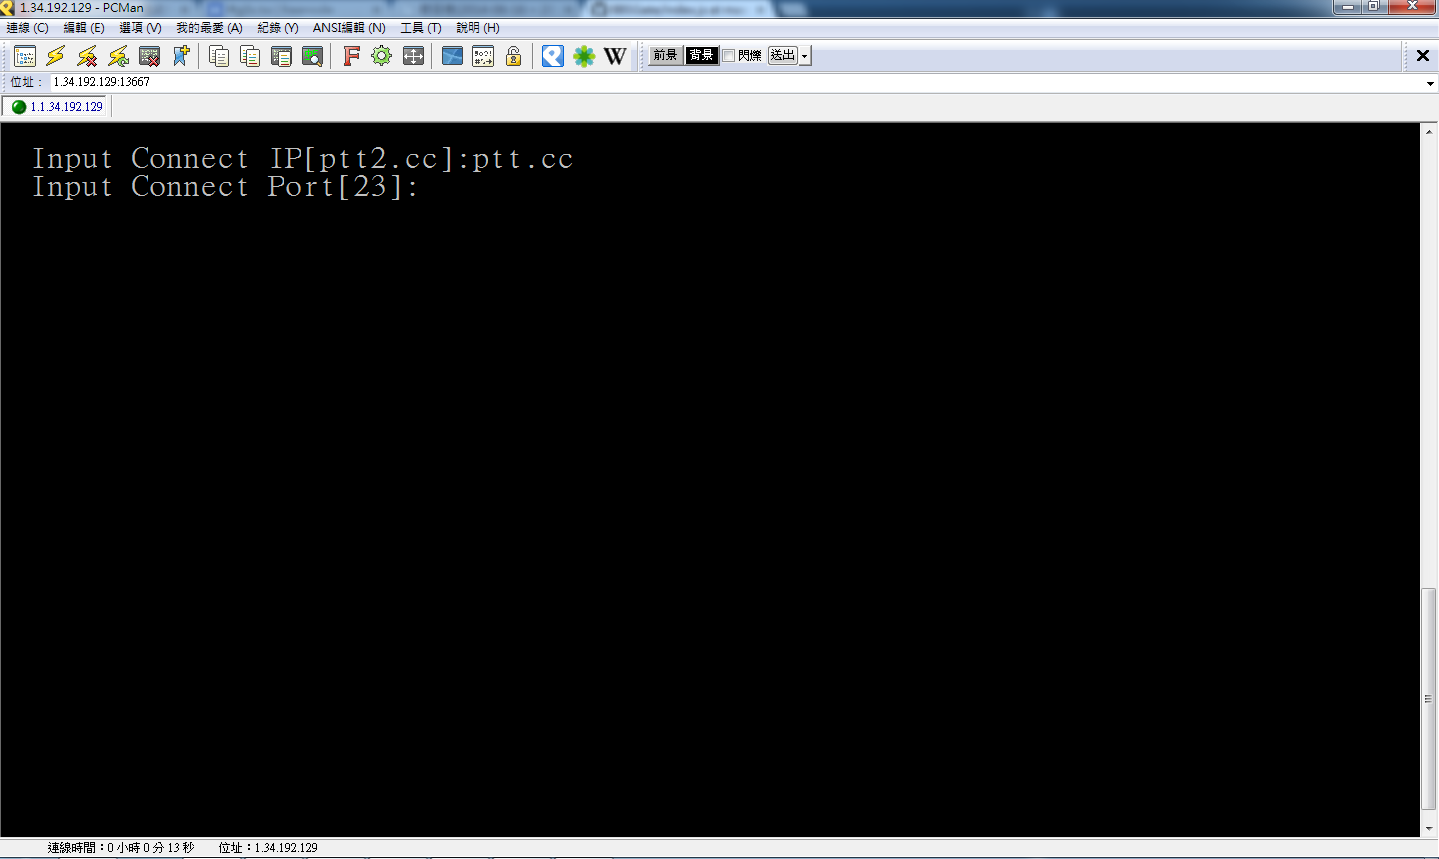 1.34.192.129 - PCMan
連線 (C) 編輯 (E) 選項 (V) 我的最愛 (A) 紀錄 (Y) ANSI編輯 (N) 工具 (T) 說明 (H)
F R W 前景 背景 閃爍 送出
位址： 1.34.192.129:13667
1.1.34.192.129
Input Connect IP[ptt2.cc]:ptt.cc
Input Connect Port[23]:
連線時間：0 小時 0 分 13 秒 位址：1.34.192.129